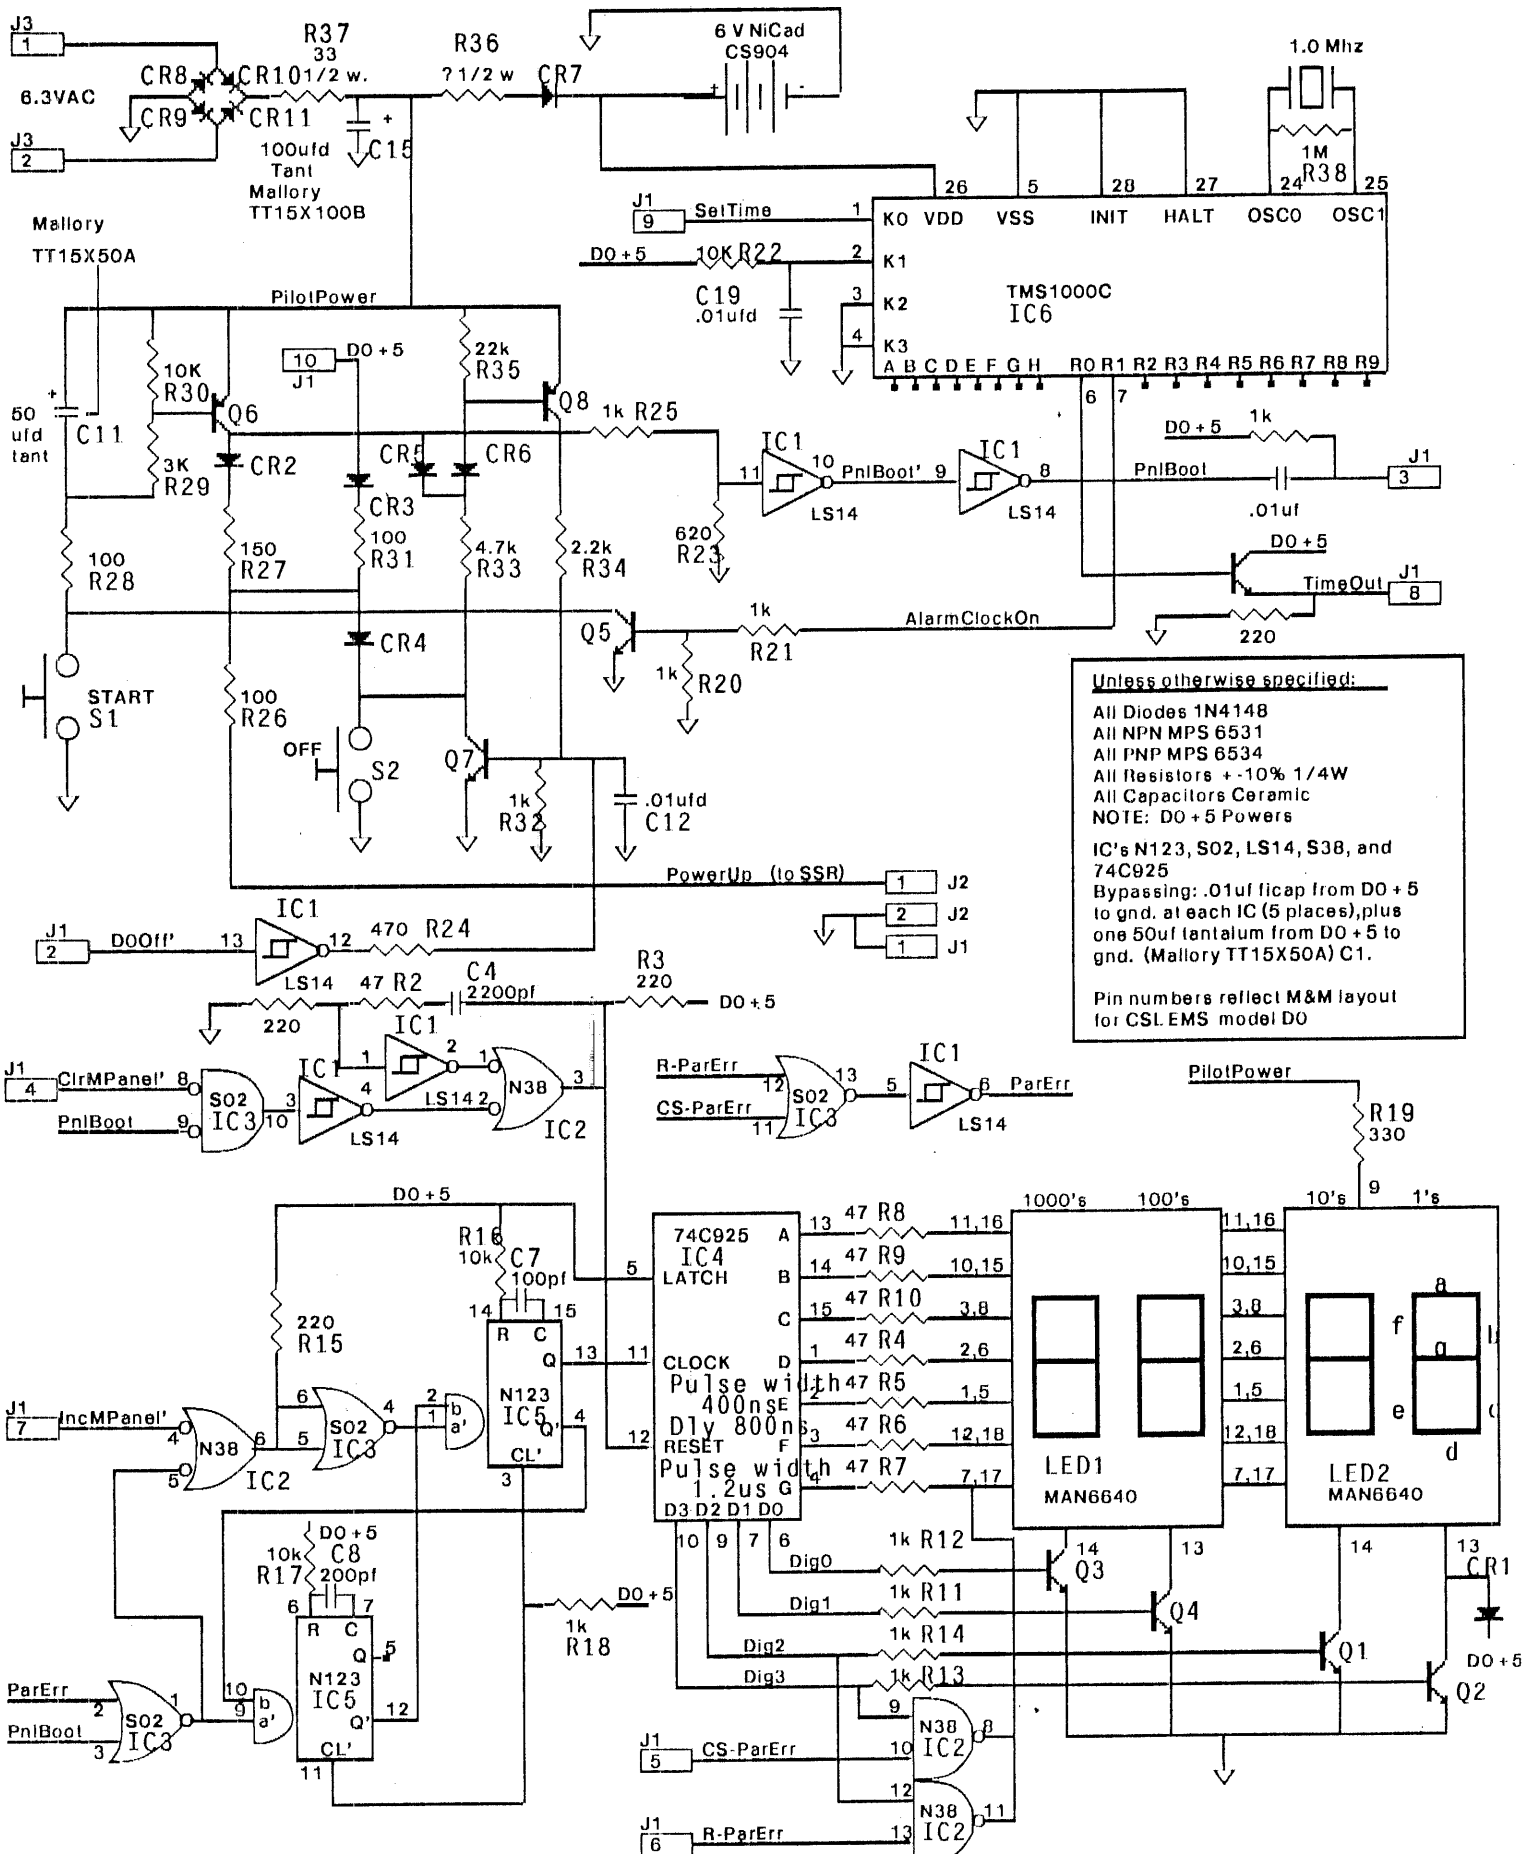 J3
1
6.3VAC
J3
2
CR8
CR10
CR9
CR11
R37
33
1/2 w.
R36
? 1/2 w
CR7
6 V NiCad
CS904
+
-
+
C15
100ufd
Tant
Mallory
TT15X100B
1.0 Mhz
1M
R38
26
5
28
27
24
25
VDD
VSS
INIT
HALT
OSC0
OSC1
J1
9
SetTime
1
K0
D0+5
10K R22
2
K1
C19
.01ufd
3
K2
4
K3
TMS1000C
IC6
A B C D E F G H
R0 R1 R2 R3 R4 R5 R6 R7 R8 R9
6
7
Mallory
TT15X50A
PilotPower
+
50
ufd
tant
C11
10K
R30
3K
R29
Q6
CR2
10
J1
D0+5
CR3
22k
R35
CR5
CR6
Q8
1k R25
11
IC1
10
LS14
PnlBoot'
9
IC1
8
LS14
PnlBoot
D0+5
1k
.01uf
J1
3
100
R28
150
R27
100
R31
4.7k
R33
2.2k
R34
620
R23
D0+5
TimeOut
J1
8
220
CR4
Q5
1k
R21
AlarmClockOn
1k
R20
START
S1
100
R26
OFF
S2
Q7
1k
R32
.01ufd
C12
Unless otherwise specified:
All Diodes 1N4148
All NPN MPS 6531
All PNP MPS 6534
All Resistors +-10% 1/4W
All Capacitors Ceramic
NOTE: D0+5 Powers
IC's N123, S02, LS14, S38, and
74C925
Bypassing: .01uf ficap from D0+5
to gnd. at each IC (5 places),plus
one 50uf tantalum from D0+5 to
gnd. (Mallory TT15X50A) C1.
Pin numbers reflect M&M layout
for CSL EMS model D0
PowerUp (to SSR)
1
J2
2
J2
1
J1
J1
2
D0Off'
13
IC1
12
LS14
470
R24
220
47 R2
C4
2200pf
R3
220
D0+5
J1
4
ClrMPanel'
8
PnlBoot
9
S02
IC3
10
3
IC1
4
LS14
1
IC1
2
LS14
1
2
N38
IC2
3
R-ParErr
12
CS-ParErr
11
S02
IC3
13
5
IC1
6
LS14
ParErr
PilotPower
R19
330
9
D0+5
R16
10k
C7
100pf
14
15
R
C
Q
13
N123
IC5
Q'
4
CL'
3
220
R15
J1
7
IncMPanel'
4
5
N38
IC2
6
6
5
S02
IC3
4
2
1
b
a'
74C925
IC4
5
LATCH
11
CLOCK
Pulse width
400ns
Dly 800ns
12
RESET
Pulse width
1.2us
A
13
47 R8
11,16
B
14
47 R9
10,15
C
15
47 R10
3,8
D
1
47 R4
2,6
E
2
47 R5
1,5
F
3
47 R6
12,18
G
4
47 R7
7,17
D3 D2 D1 D0
10
9
7
6
1000's
100's
LED1
MAN6640
11,16
10,15
3,8
2,6
1,5
12,18
7,17
10's
1's
a
f
g
e
d
LED2
MAN6640
D0+5
10k
R17
C8
200pf
6
7
R
C
Q
5
N123
IC5
Q'
12
CL'
11
10
9
b
a'
1k
R18
D0+5
ParErr
2
PnlBoot
3
S02
IC3
1
Dig0
1k R12
Q3
14
13
14
13
CR1
Dig1
1k R11
Q4
Dig2
1k R14
Q1
Dig3
1k R13
Q2
D0+5
9
10
N38
IC2
8
12
13
N38
IC2
11
J1
5
CS-ParErr
J1
6
R-ParErr